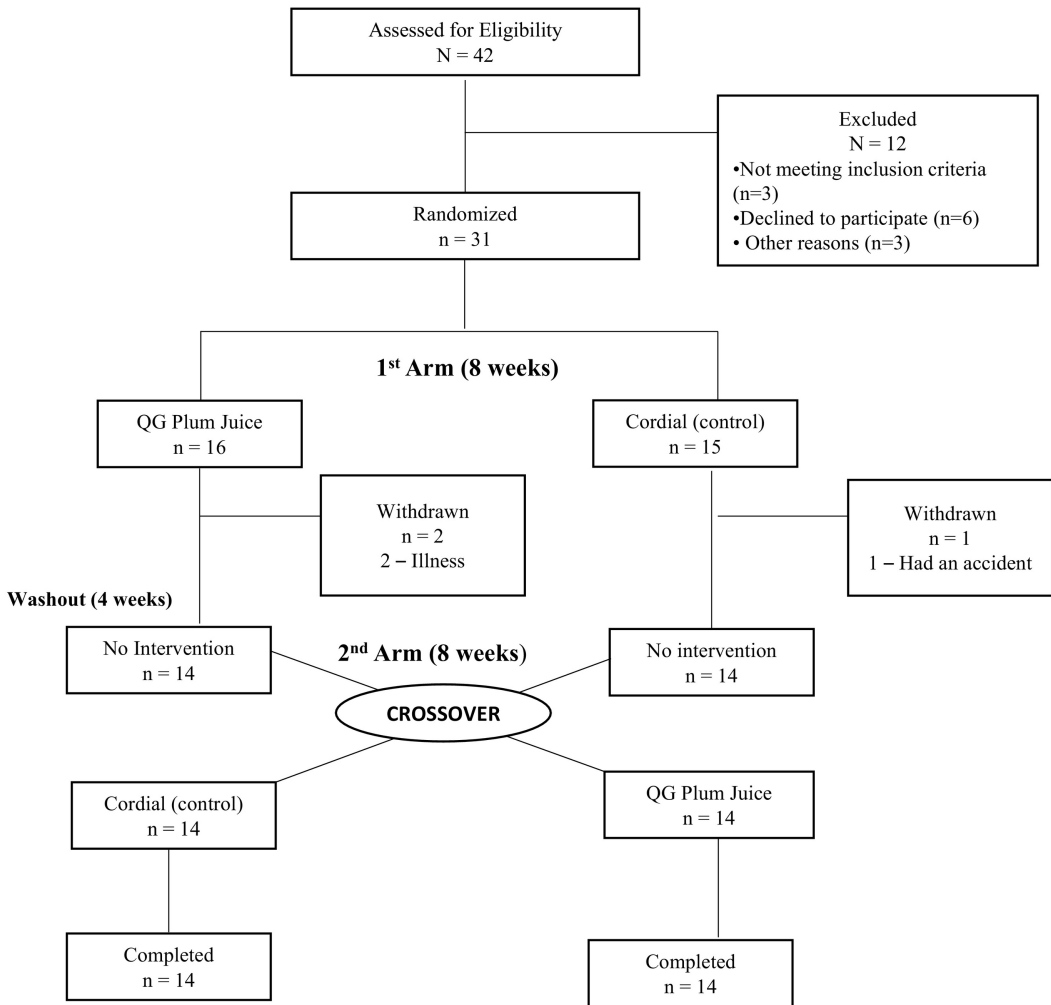 Assessed for Eligibility
N = 42
Excluded
N = 12
•Not meeting inclusion criteria
(n=3)
•Declined to participate (n=6)
• Other reasons (n=3)
Randomized
n = 31
1st Arm (8 weeks)
QG Plum Juice
n = 16
Cordial (control)
n = 15
Withdrawn
n = 2
2 – Illness
Withdrawn
n = 1
1 – Had an accident
Washout (4 weeks)
No Intervention
n = 14
2nd Arm (8 weeks)
No intervention
n = 14
CROSSOVER
Cordial (control)
n = 14
QG Plum Juice
n = 14
Completed
n = 14
Completed
n = 14